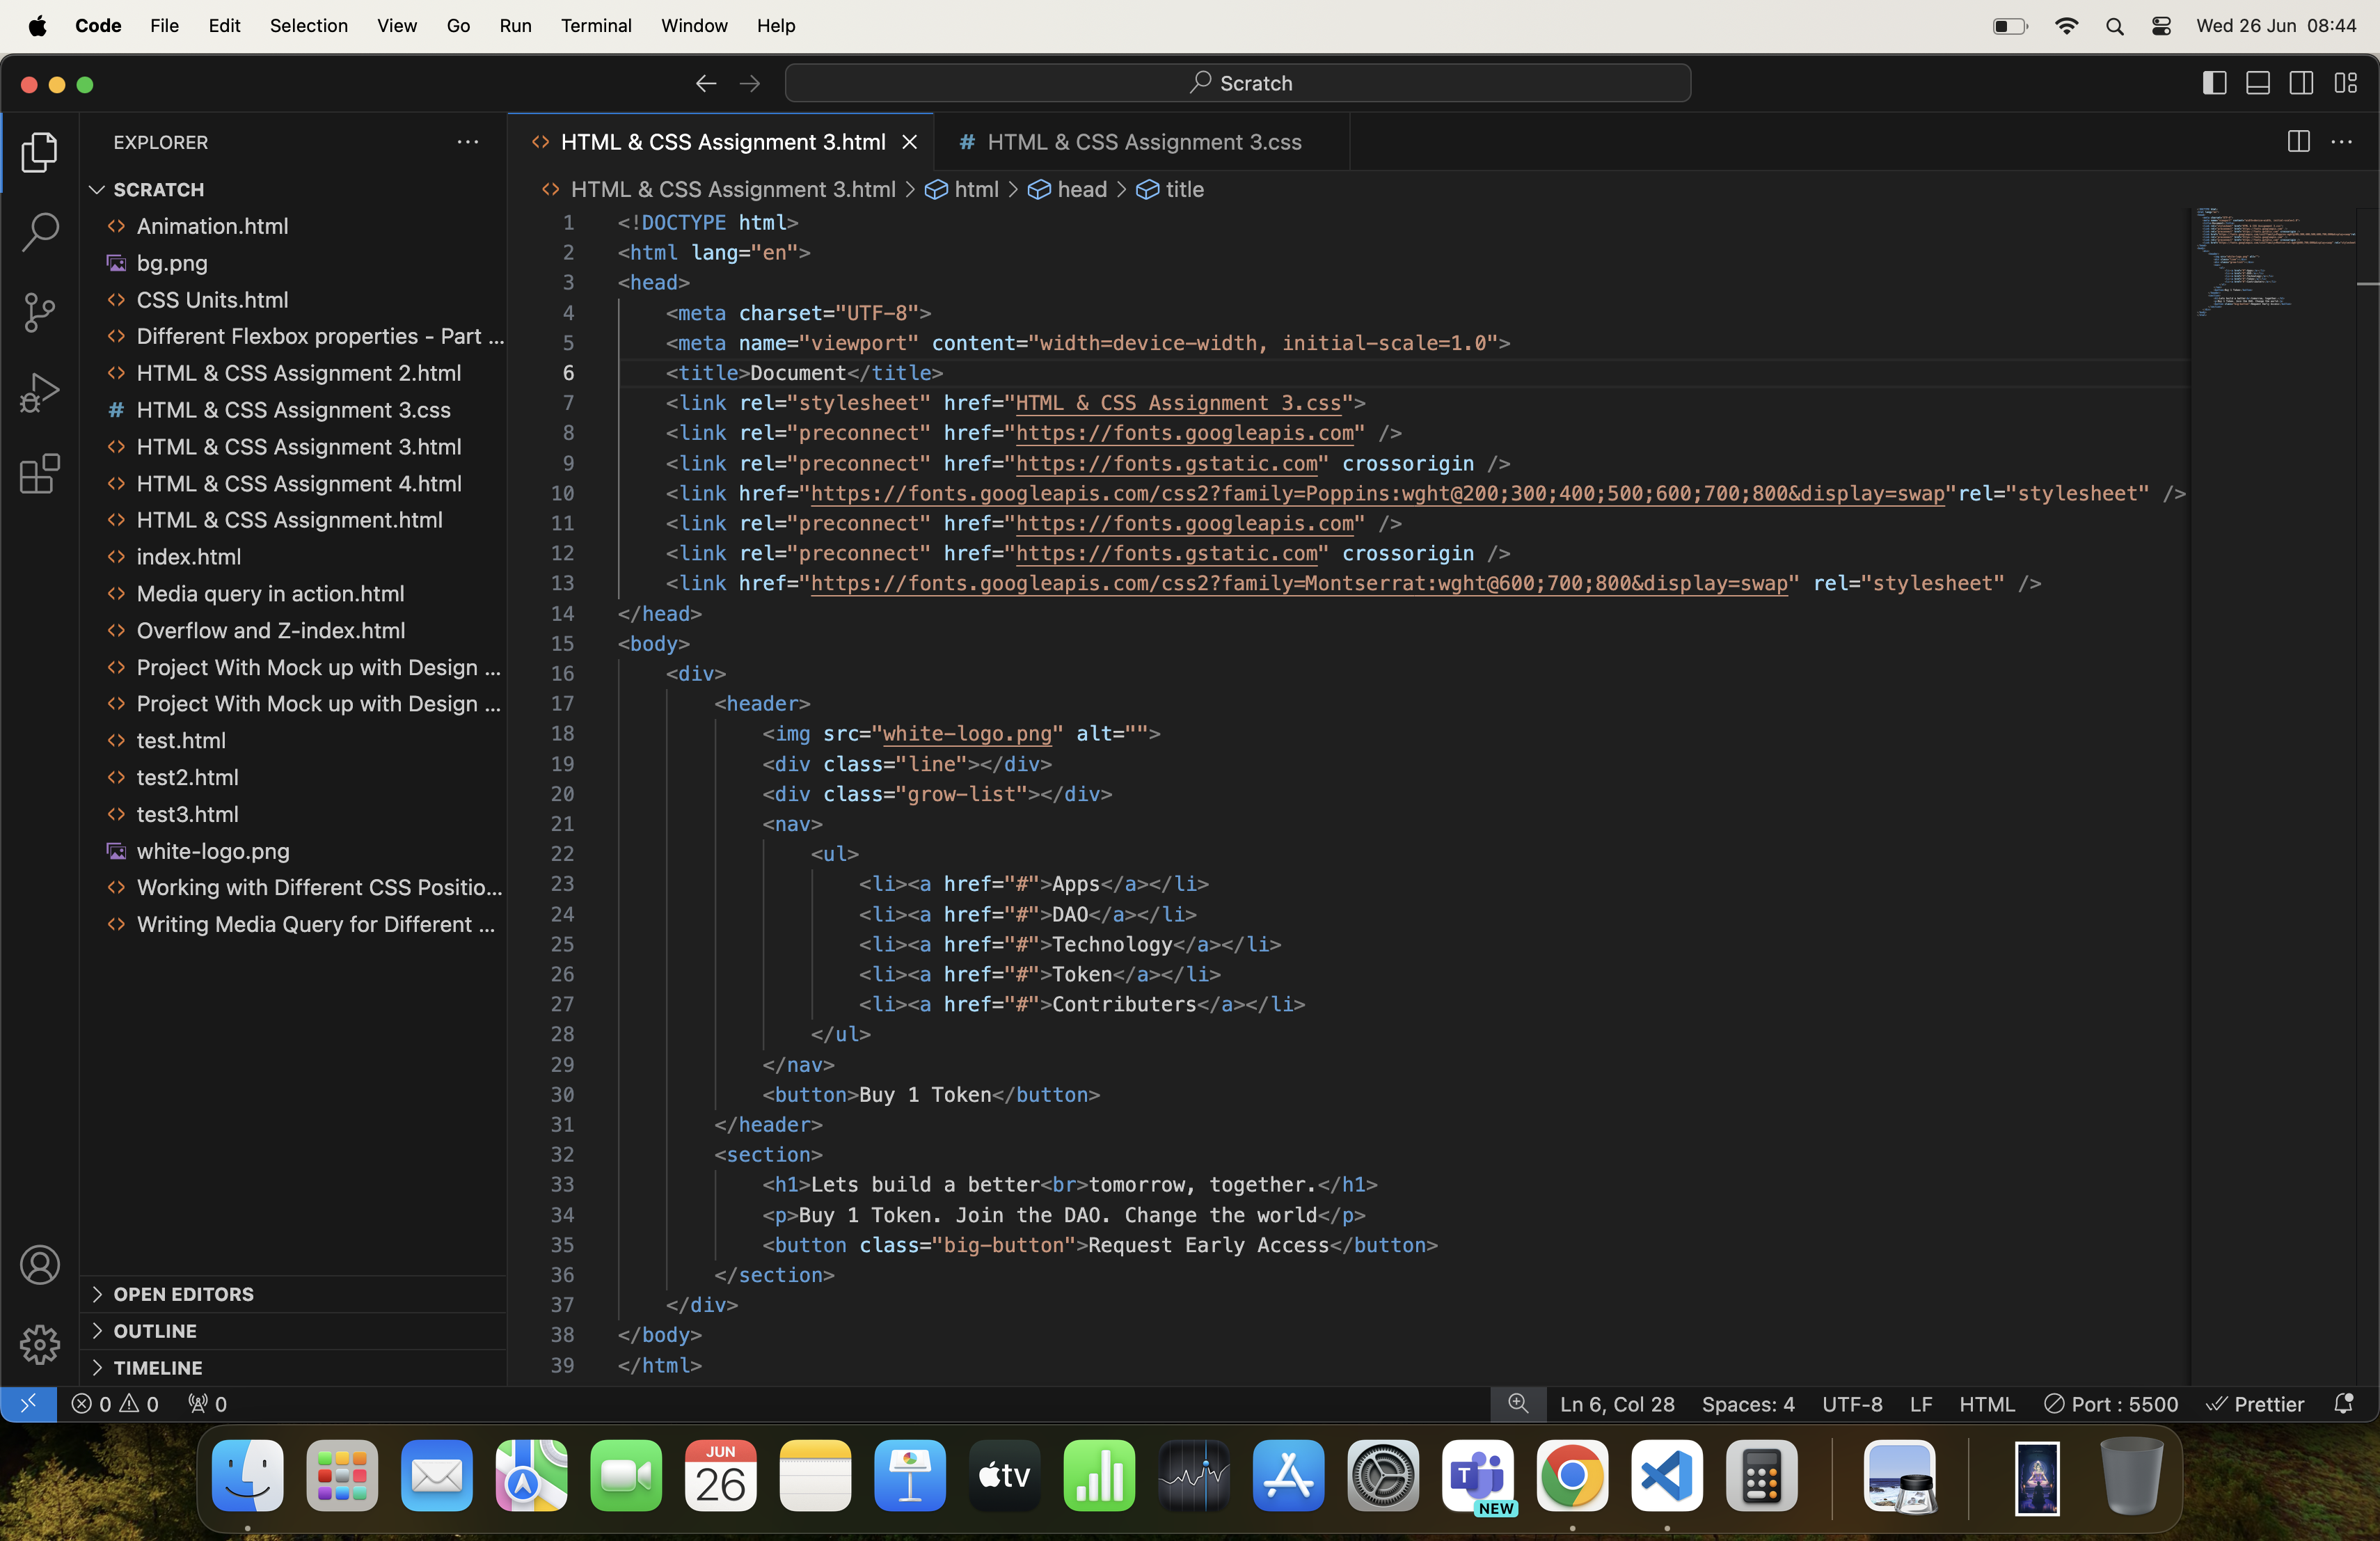 Code File Edit Selection View Go Run Terminal Window Help Wed 26 Jun 08:44
Scratch
EXPLORER
SCRATCH
Animation.html
bg.png
CSS Units.html
Different Flexbox properties - Part ...
HTML & CSS Assignment 2.html
HTML & CSS Assignment 3.css
HTML & CSS Assignment 3.html
HTML & CSS Assignment 4.html
HTML & CSS Assignment.html
index.html
Media query in action.html
Overflow and Z-index.html
Project With Mock up with Design ...
Project With Mock up with Design ...
test.html
test2.html
test3.html
white-logo.png
Working with Different CSS Positio...
Writing Media Query for Different ...
OPEN EDITORS
OUTLINE
TIMELINE
HTML & CSS Assignment 3.html
# HTML & CSS Assignment 3.css
HTML & CSS Assignment 3.html > html > head > title
1 <!DOCTYPE html>
2 <html lang="en">
3 <head>
4 <meta charset="UTF-8">
5 <meta name="viewport" content="width=device-width, initial-scale=1.0">
6 <title>Document</title>
7 <link rel="stylesheet" href="HTML & CSS Assignment 3.css">
8 <link rel="preconnect" href="https://fonts.googleapis.com" />
9 <link rel="preconnect" href="https://fonts.gstatic.com" crossorigin />
10 <link href="https://fonts.googleapis.com/css2?family=Poppins:wght@200;300;400;500;600;700;800&display=swap"rel="stylesheet" />
11 <link rel="preconnect" href="https://fonts.googleapis.com" />
12 <link rel="preconnect" href="https://fonts.gstatic.com" crossorigin />
13 <link href="https://fonts.googleapis.com/css2?family=Montserrat:wght@600;700;800&display=swap" rel="stylesheet" />
14 </head>
15 <body>
16 <div>
17 <header>
18 <img src="white-logo.png" alt="">
19 <div class="line"></div>
20 <div class="grow-list"></div>
21 <nav>
22 <ul>
23 <li><a href="#">Apps</a></li>
24 <li><a href="#">DAO</a></li>
25 <li><a href="#">Technology</a></li>
26 <li><a href="#">Token</a></li>
27 <li><a href="#">Contributers</a></li>
28 </ul>
29 </nav>
30 <button>Buy 1 Token</button>
31 </header>
32 <section>
33 <h1>Lets build a better<br>tomorrow, together.</h1>
34 <p>Buy 1 Token. Join the DAO. Change the world</p>
35 <button class="big-button">Request Early Access</button>
36 </section>
37 </div>
38 </body>
39 </html>
0 0 0 Ln 6, Col 28 Spaces: 4 UTF-8 LF HTML Port : 5500 Prettier
JUN
26
tv
T
NEW